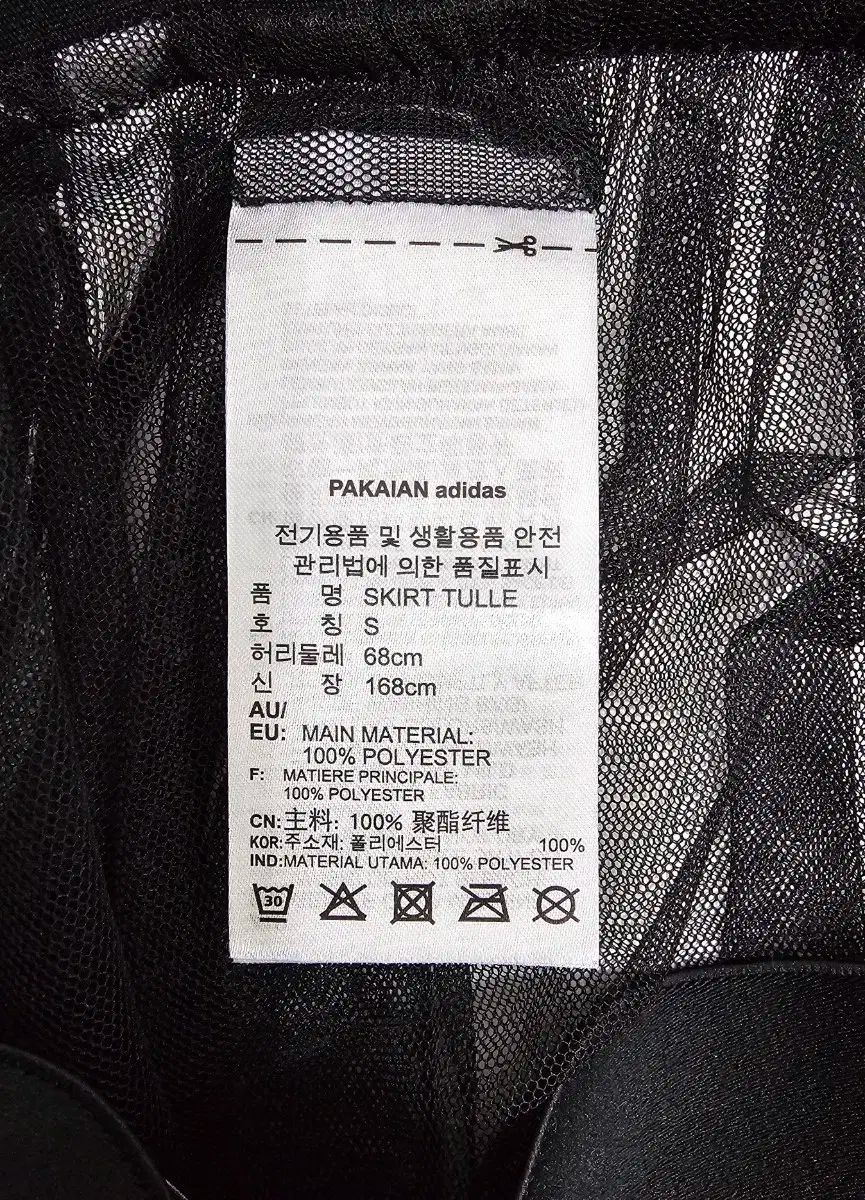 PAKAIAN adidas
전기용품 및 생활용품 안전
관리법에 의한 품질표시
품 명 SKIRT TULLE
호 칭 S
허리둘레 68cm
신 장 168cm
AU/
EU: MAIN MATERIAL:
100% POLYESTER
F: MATIERE PRINCIPALE:
100% POLYESTER
CN:主料: 100% 聚酯纤维
KOR:주소재: 폴리에스터 100%
IND:MATERIAL UTAMA: 100% POLYESTER
30